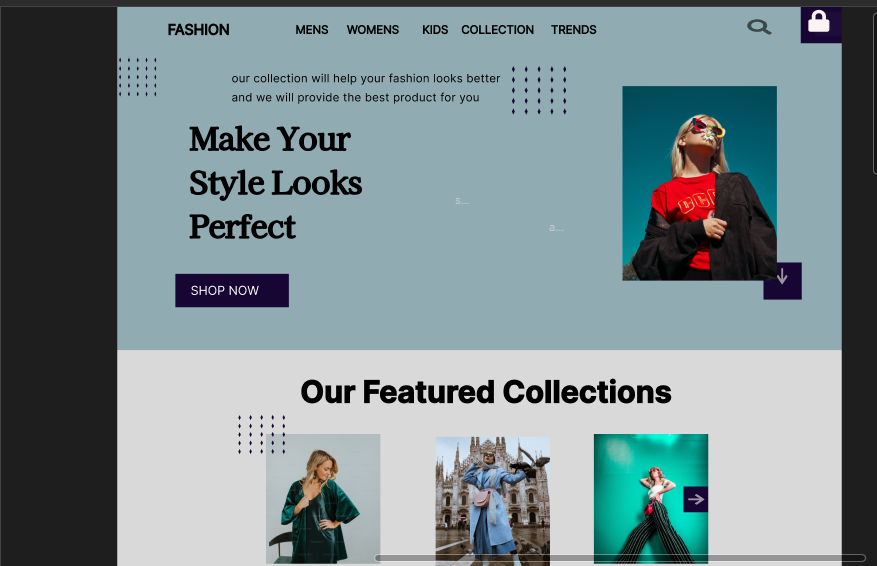 FASHION
MENS WOMENS KIDS COLLECTION TRENDS
our collection will help your fashion looks better
and we will provide the best product for you
Make Your
Style Looks
Perfect
s...
a...
SHOP NOW
Our Featured Collections